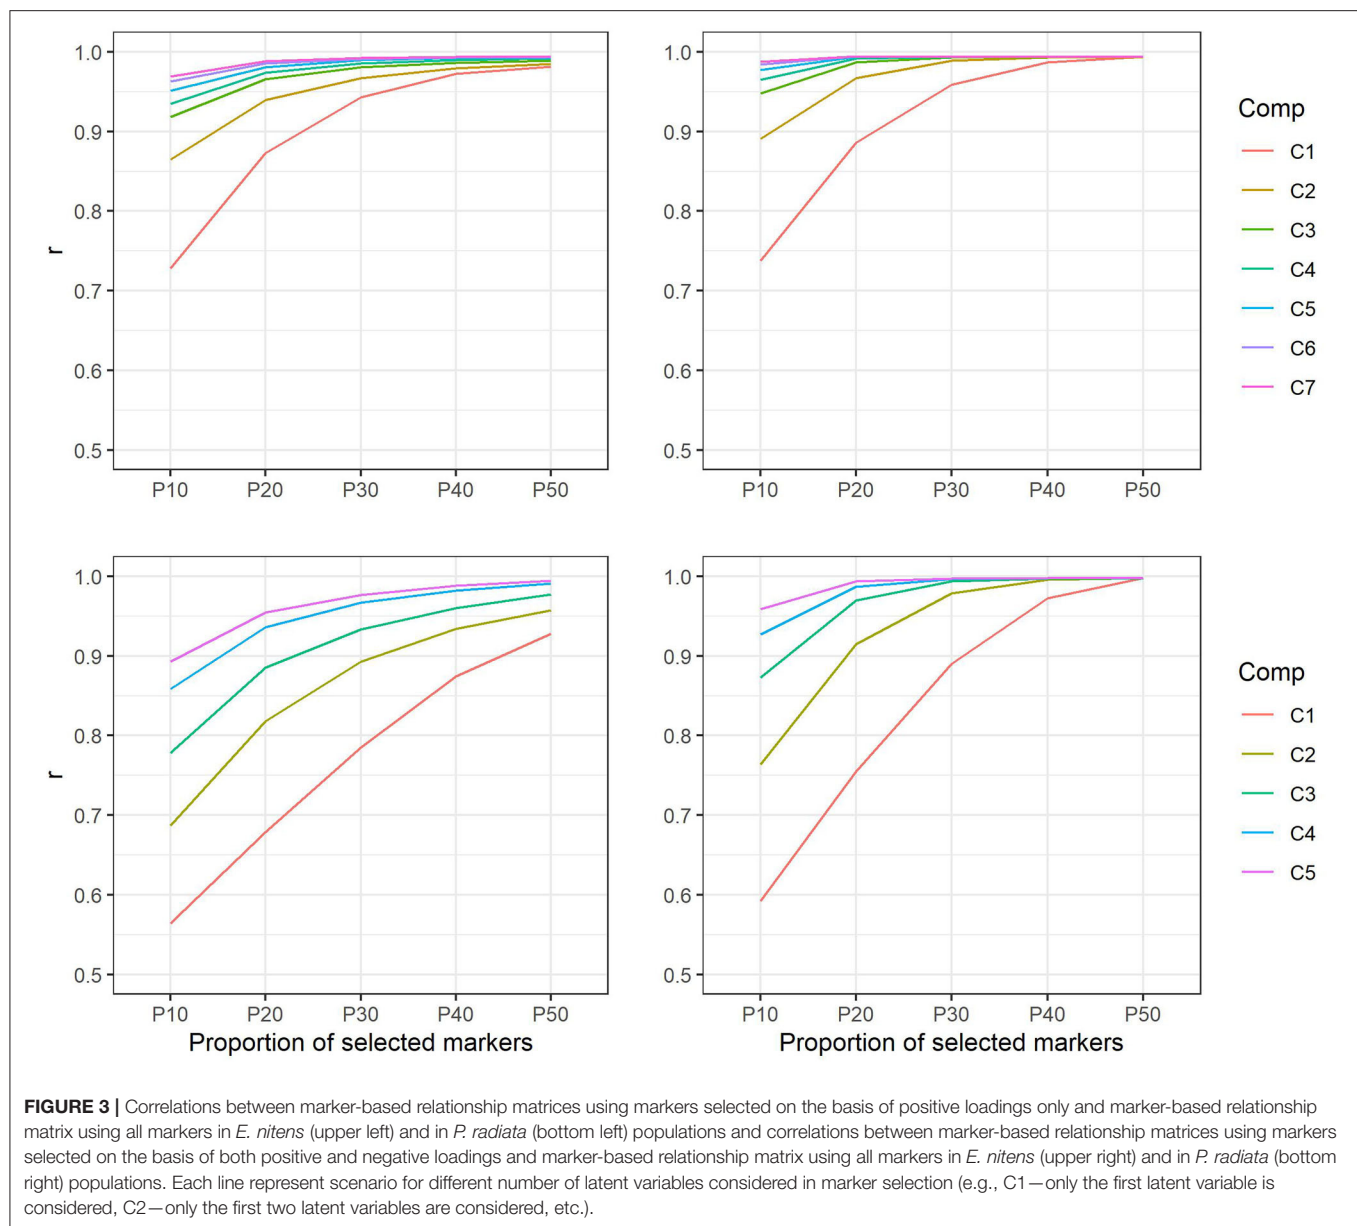 1.0
0.9
0.8
0.7
0.6
0.5
r
P10 P20 P30 P40 P50
1.0
0.9
0.8
0.7
0.6
0.5
P10 P20 P30 P40 P50
Comp
C1
C2
C3
C4
C5
C6
C7
1.0
0.9
0.8
0.7
0.6
0.5
r
P10 P20 P30 P40 P50
Proportion of selected markers
1.0
0.9
0.8
0.7
0.6
0.5
P10 P20 P30 P40 P50
Proportion of selected markers
Comp
C1
C2
C3
C4
C5
FIGURE 3 | Correlations between marker-based relationship matrices using markers selected on the basis of positive loadings only and marker-based relationship
matrix using all markers in E. nitens (upper left) and in P. radiata (bottom left) populations and correlations between marker-based relationship matrices using markers
selected on the basis of both positive and negative loadings and marker-based relationship matrix using all markers in E. nitens (upper right) and in P. radiata (bottom
right) populations. Each line represent scenario for different number of latent variables considered in marker selection (e.g., C1—only the first latent variable is
considered, C2—only the first two latent variables are considered, etc.).